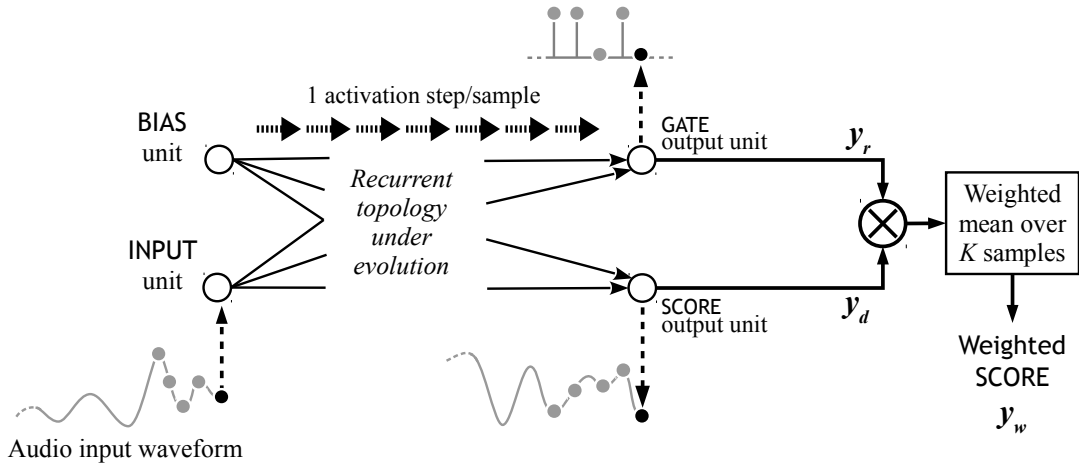 1 activation step/sample
BIAS
unit
GATE
output unit
y_r
Recurrent
topology
under
evolution
Weighted
mean over
K samples
INPUT
unit
SCORE
output unit
y_d
Weighted
SCORE
y_w
Audio input waveform